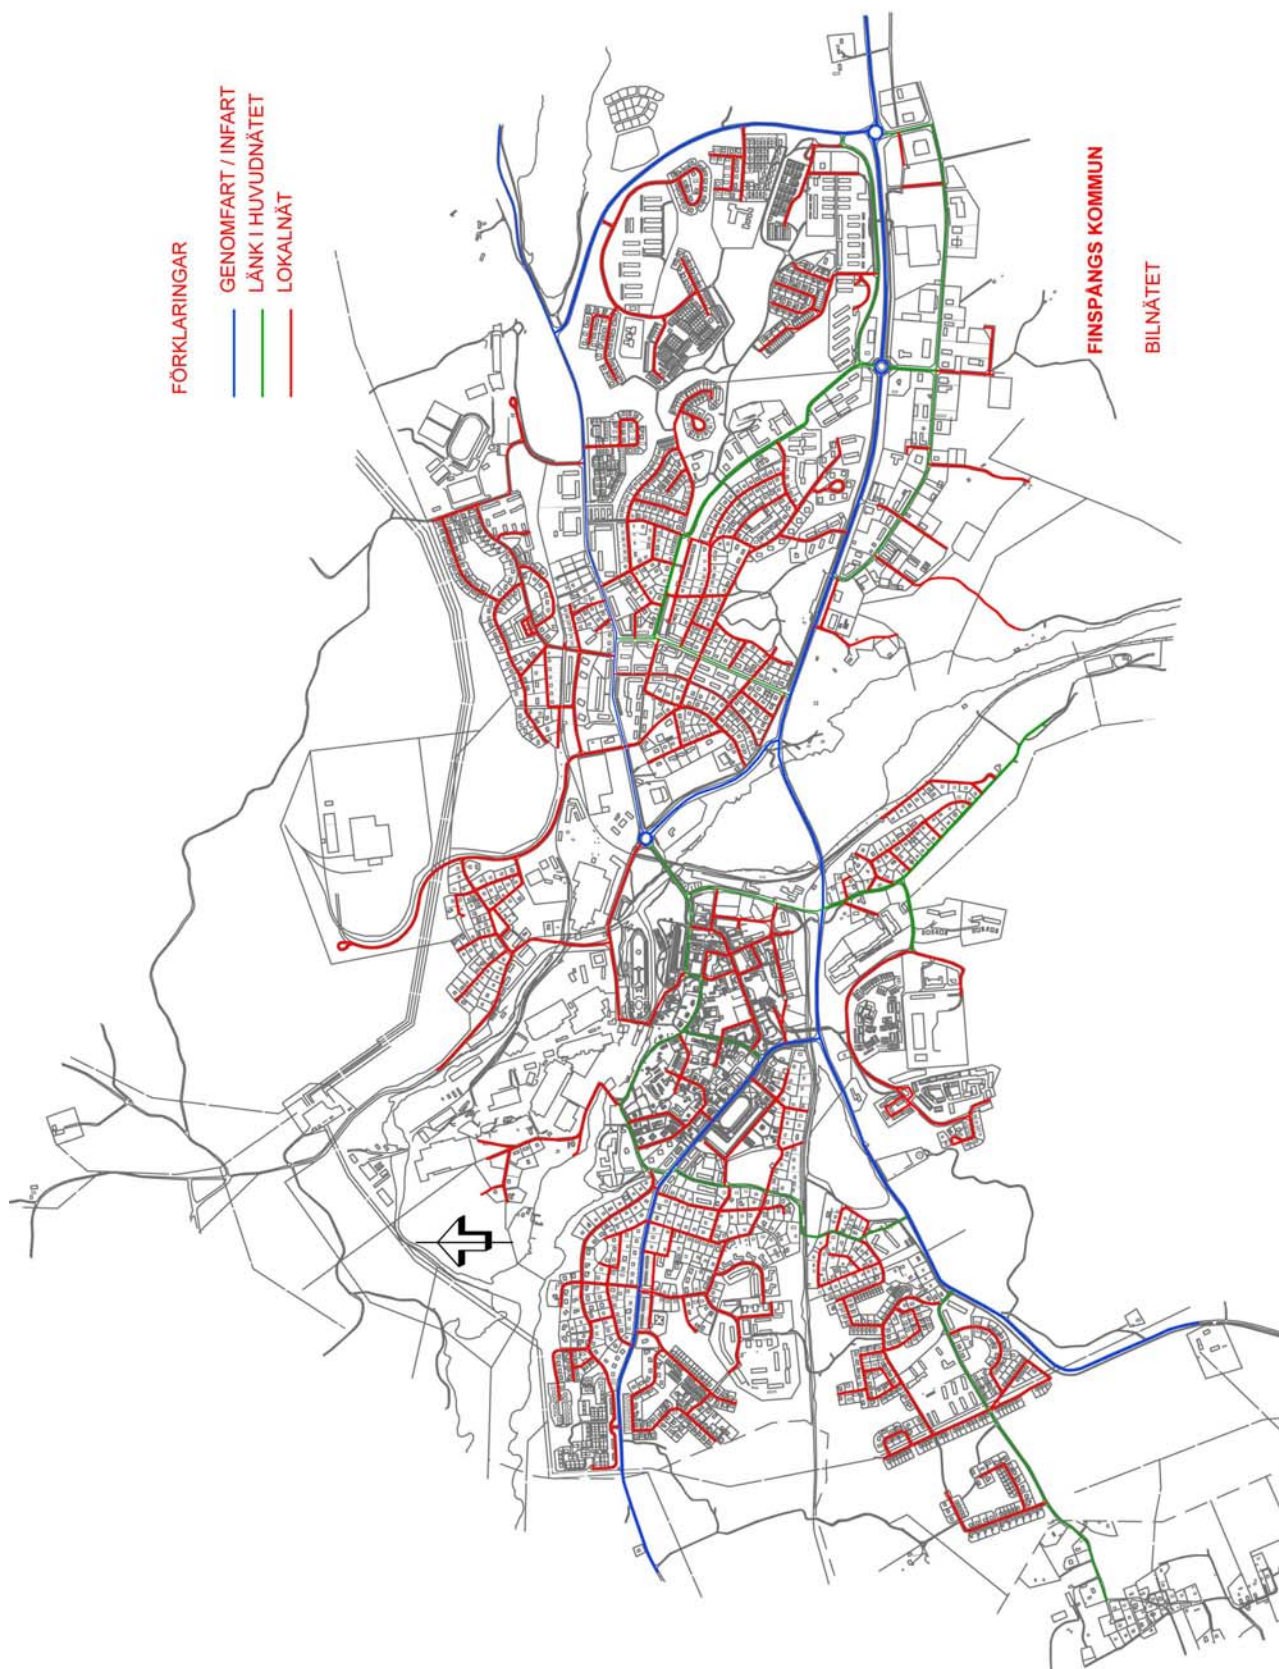 FÖRKLARINGAR
GENOMFART / INFART
LÄNK I HUVUDNÄTET
LOKALNÄT
FINSPÅNGS KOMMUN
BILNÄTET